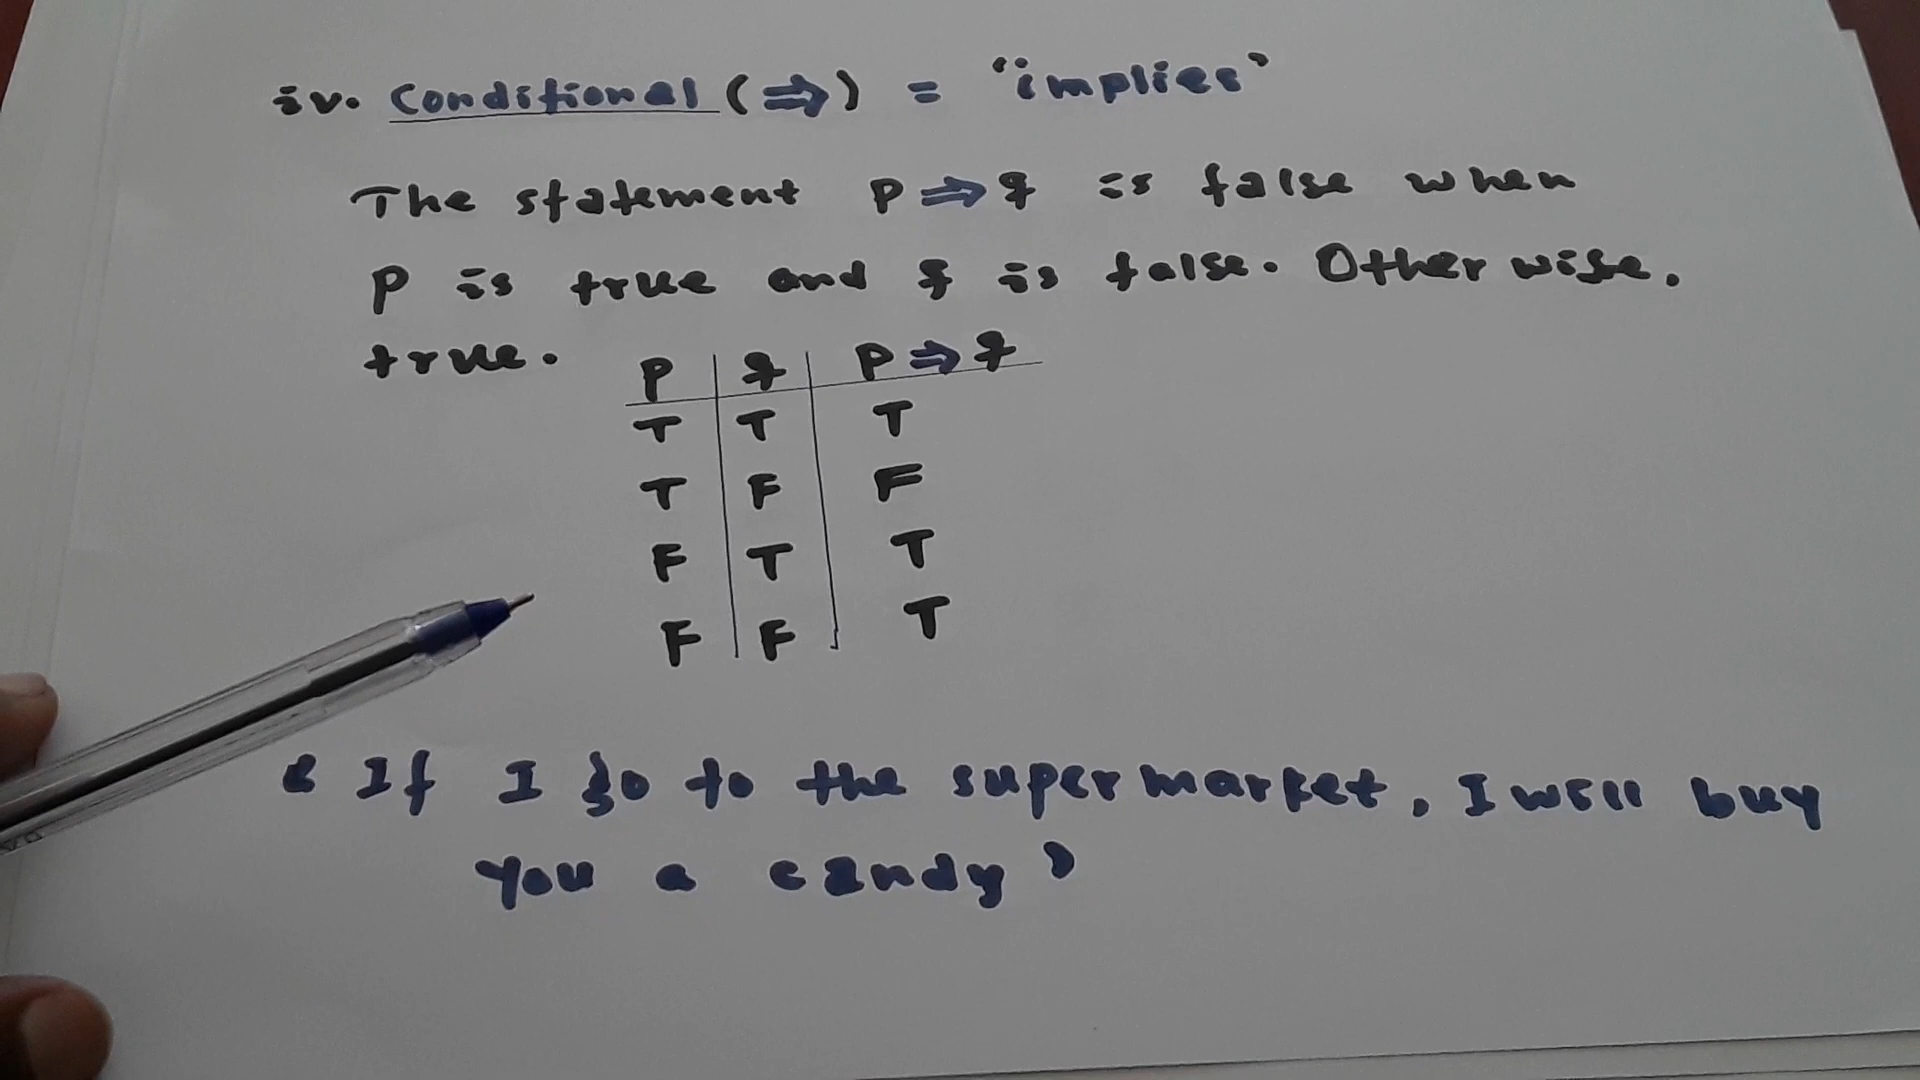 iv. Conditional (⇒) = "implies"
The statement P ⇒ q is false when
P is true and q is false. Otherwise,
true.
P | q | P ⇒ q
T | T | T
T | F | F
F | T | T
F | F | T
‘ If I go to the supermarket, I will buy
You a candy ’